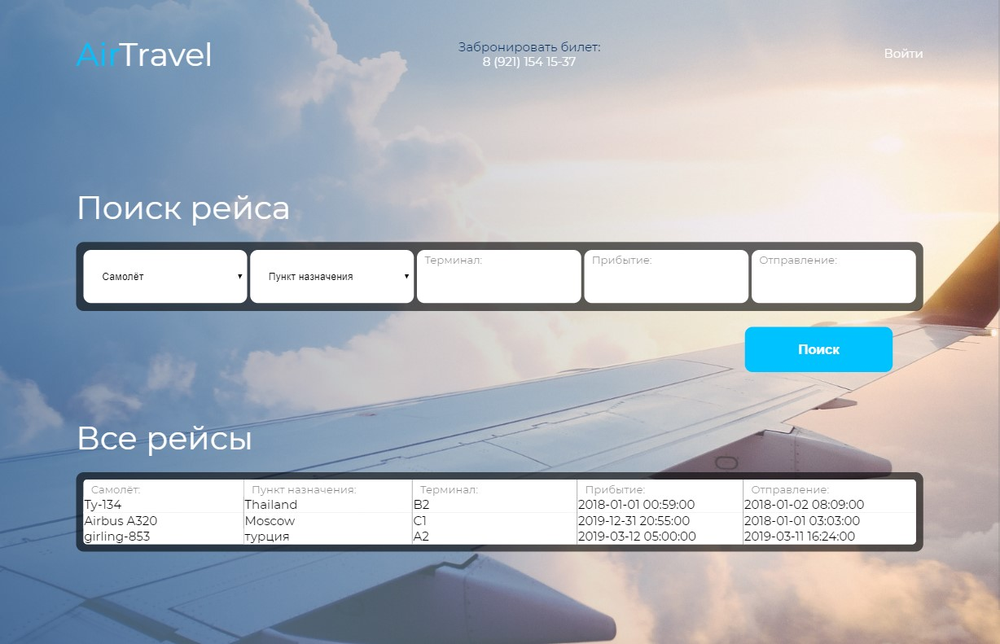 AirTravel
Забронировать билет:
8 (921) 154 15-37
Войти
Поиск рейса
Самолёт
Пункт назначения
Терминал:
Прибытие:
Отправление:
Поиск
Все рейсы
Самолёт: Пункт назначения: Терминал: Прибытие: Отправление:
Ту-134 Thailand B2 2018-01-01 00:59:00 2018-01-02 08:09:00
Airbus A320 Moscow C1 2019-12-31 20:55:00 2018-01-01 03:03:00
girling-853 турция A2 2019-03-12 05:00:00 2019-03-11 16:24:00